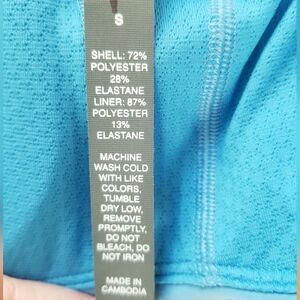 S
SHELL: 72%
POLYESTER
28%
ELASTANE
LINER: 87%
POLYESTER
13%
ELASTANE
MACHINE
WASH COLD
WITH LIKE
COLORS,
TUMBLE
DRY LOW,
REMOVE
PROMPTLY,
DO NOT
BLEACH, DO
NOT IRON
MADE IN
CAMBODIA